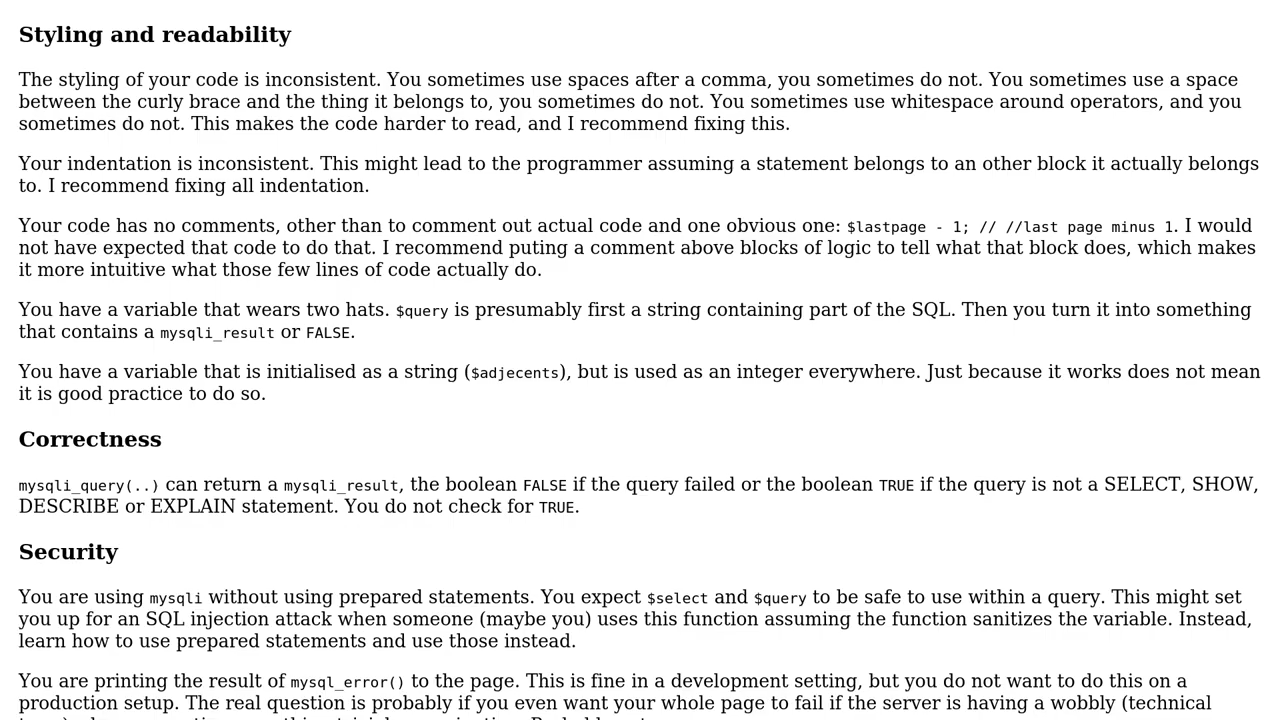 Styling and readability
The styling of your code is inconsistent. You sometimes use spaces after a comma, you sometimes do not. You sometimes use a space
between the curly brace and the thing it belongs to, you sometimes do not. You sometimes use whitespace around operators, and you
sometimes do not. This makes the code harder to read, and I recommend fixing this.
Your indentation is inconsistent. This might lead to the programmer assuming a statement belongs to an other block it actually belongs
to. I recommend fixing all indentation.
Your code has no comments, other than to comment out actual code and one obvious one: $lastpage - 1; // //last page minus 1. I would
not have expected that code to do that. I recommend puting a comment above blocks of logic to tell what that block does, which makes
it more intuitive what those few lines of code actually do.
You have a variable that wears two hats. $query is presumably first a string containing part of the SQL. Then you turn it into something
that contains a mysqli_result or FALSE.
You have a variable that is initialised as a string ($adjecents), but is used as an integer everywhere. Just because it works does not mean
it is good practice to do so.
Correctness
mysqli_query(..) can return a mysqli_result, the boolean FALSE if the query failed or the boolean TRUE if the query is not a SELECT, SHOW,
DESCRIBE or EXPLAIN statement. You do not check for TRUE.
Security
You are using mysqli without using prepared statements. You expect $select and $query to be safe to use within a query. This might set
you up for an SQL injection attack when someone (maybe you) uses this function assuming the function sanitizes the variable. Instead,
learn how to use prepared statements and use those instead.
You are printing the result of mysql_error() to the page. This is fine in a development setting, but you do not want to do this on a
production setup. The real question is probably if you even want your whole page to fail if the server is having a wobbly (technical